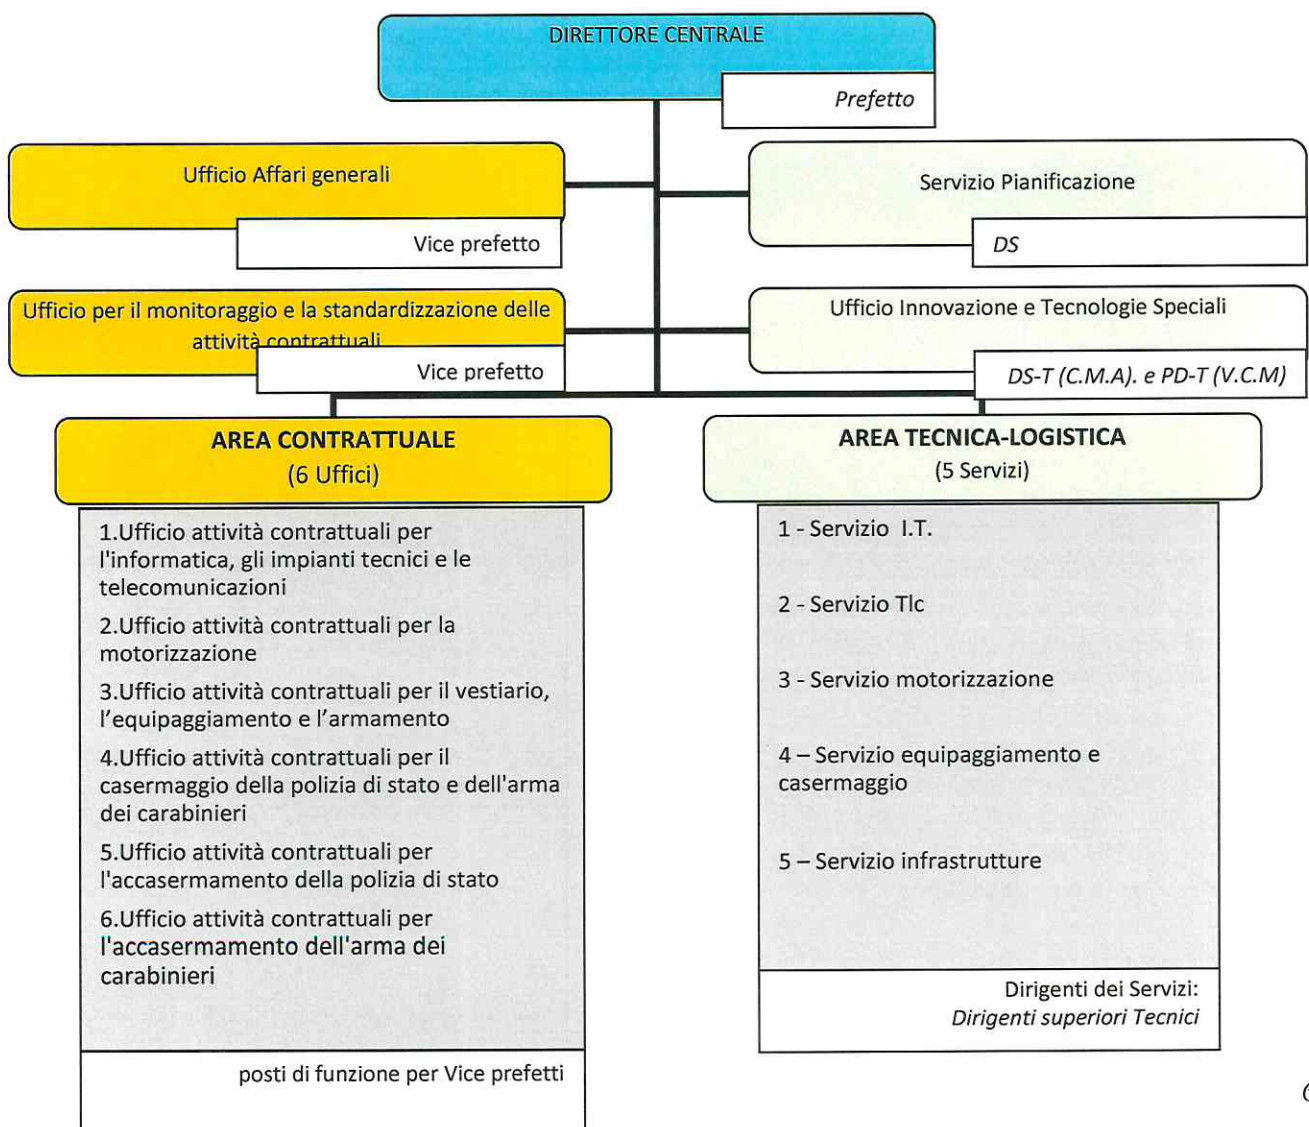 DIRETTORE CENTRALE
Prefetto
Ufficio Affari generali
Vice prefetto
Servizio Pianificazione
DS
Ufficio per il monitoraggio e la standardizzazione delle
attività contrattuali
Vice prefetto
Ufficio Innovazione e Tecnologie Speciali
DS-T (C.M.A). e PD-T (V.C.M)
AREA CONTRATTUALE
(6 Uffici)
1.Ufficio attività contrattuali per
l'informatica, gli impianti tecnici e le
telecomunicazioni
2.Ufficio attività contrattuali per la
motorizzazione
3.Ufficio attività contrattuali per il vestiario,
l’equipaggiamento e l’armamento
4.Ufficio attività contrattuali per il
casermaggio della polizia di stato e dell'arma
dei carabinieri
5.Ufficio attività contrattuali per
l'accasermamento della polizia di stato
6.Ufficio attività contrattuali per
l'accasermamento dell'arma dei
carabinieri
posti di funzione per Vice prefetti
AREA TECNICA-LOGISTICA
(5 Servizi)
1 - Servizio I.T.
2 - Servizio Tlc
3 - Servizio motorizzazione
4 – Servizio equipaggiamento e
casermaggio
5 – Servizio infrastrutture
Dirigenti dei Servizi:
Dirigenti superiori Tecnici